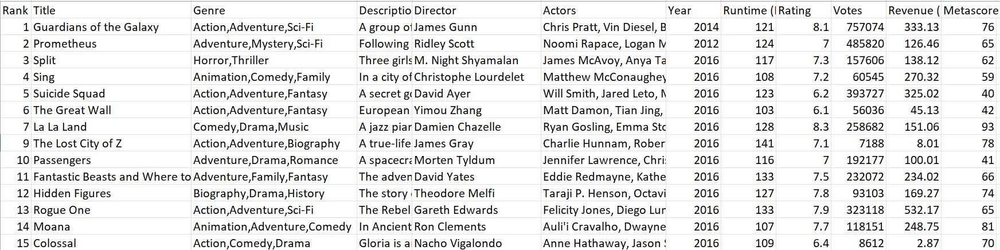 Rank Title Genre Descriptio Director Actors Year Runtime ( Rating Votes Revenue ( Metascore
1 Guardians of the Galaxy Action,Adventure,Sci-Fi A group of James Gunn Chris Pratt, Vin Diesel, B 2014 121 8.1 757074 333.13 76
2 Prometheus Adventure,Mystery,Sci-Fi Following Ridley Scott Noomi Rapace, Logan M 2012 124 7 485820 126.46 65
3 Split Horror,Thriller Three girls M. Night Shyamalan James McAvoy, Anya Ta 2016 117 7.3 157606 138.12 62
4 Sing Animation,Comedy,Family In a city of Christophe Lourdelet Matthew McConaughey 2016 108 7.2 60545 270.32 59
5 Suicide Squad Action,Adventure,Fantasy A secret go David Ayer Will Smith, Jared Leto, M 2016 123 6.2 393727 325.02 40
6 The Great Wall Action,Adventure,Fantasy European Yimou Zhang Matt Damon, Tian Jing, 2016 103 6.1 56036 45.13 42
7 La La Land Comedy,Drama,Music A jazz pian Damien Chazelle Ryan Gosling, Emma Sto 2016 128 8.3 258682 151.06 93
9 The Lost City of Z Action,Adventure,Biography A true-life James Gray Charlie Hunnam, Rober 2016 141 7.1 7188 8.01 78
10 Passengers Adventure,Drama,Romance A spacecra Morten Tyldum Jennifer Lawrence, Chri 2016 116 7 192177 100.01 41
11 Fantastic Beasts and Where to Adventure,Family,Fantasy The adven David Yates Eddie Redmayne, Kathe 2016 133 7.5 232072 234.02 66
12 Hidden Figures Biography,Drama,History The story Theodore Melfi Taraji P. Henson, Octavi 2016 127 7.8 93103 169.27 74
13 Rogue One Action,Adventure,Sci-Fi The Rebel Gareth Edwards Felicity Jones, Diego Lun 2016 133 7.9 323118 532.17 65
14 Moana Animation,Adventure,Comedy In Ancient Ron Clements Auli'i Cravalho, Dwayne 2016 107 7.7 118151 248.75 81
15 Colossal Action,Comedy,Drama Gloria is a Nacho Vigalondo Anne Hathaway, Jason 2016 109 6.4 8612 2.87 70